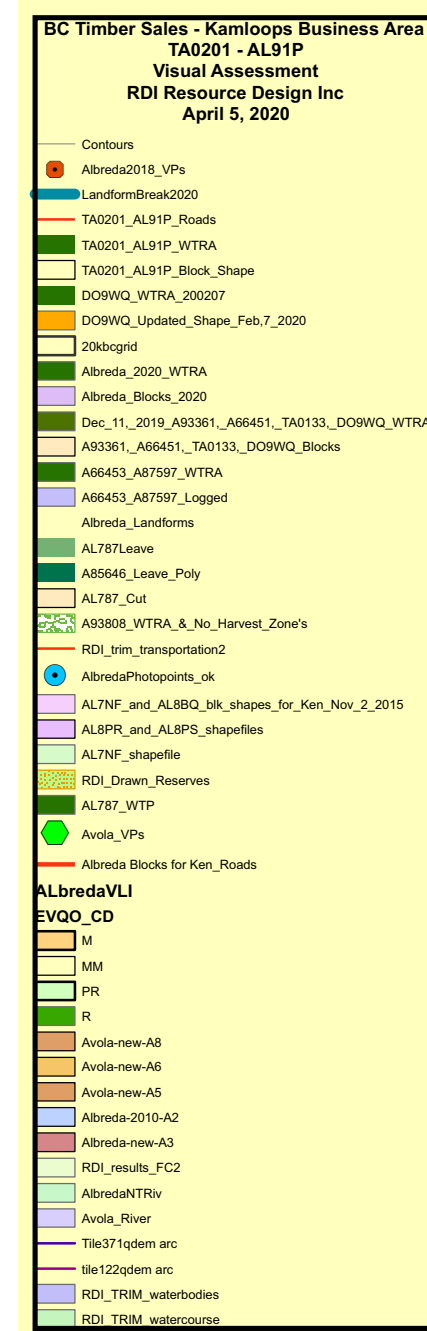 BC Timber Sales - Kamloops Business Area
TA0201 - AL91P
Visual Assessment
RDI Resource Design Inc
April 5, 2020
Contours
Albreda2018_VPs
LandformBreak2020
TA0201_AL91P_Roads
TA0201_AL91P_WTRA
TA0201_AL91P_Block_Shape
DO9WQ_WTRA_200207
DO9WQ_Updated_Shape_Feb,7_2020
20kbcgrid
Albreda_2020_WTRA
Albreda_Blocks_2020
Dec_11,_2019_A93361,_A66451,_TA0133,_DO9WQ_WTRA
A93361,_A66451,_TA0133,_DO9WQ_Blocks
A66453_A87597_WTRA
A66453_A87597_Logged
Albreda_Landforms
AL787Leave
A85646_Leave_Poly
AL787_Cut
A93808_WTRA_&_No_Harvest_Zone's
RDI_trim_transportation2
AlbredaPhotopoints_ok
AL7NF_and_AL8BQ_blk_shapes_for_Ken_Nov_2_2015
AL8PR_and_AL8PS_shapefiles
AL7NF_shapefile
RDI_Drawn_Reserves
AL787_WTP
Avola_VPs
Albreda Blocks for Ken_Roads
ALbredaVLI
EVQO_CD
M
MM
PR
R
Avola-new-A8
Avola-new-A6
Avola-new-A5
Albreda-2010-A2
Albreda-new-A3
RDI_results_FC2
AlbredaNTRiv
Avola_River
Tile371qdem arc
tile122qdem arc
RDI_TRIM_waterbodies
RDI_TRIM_watercourse